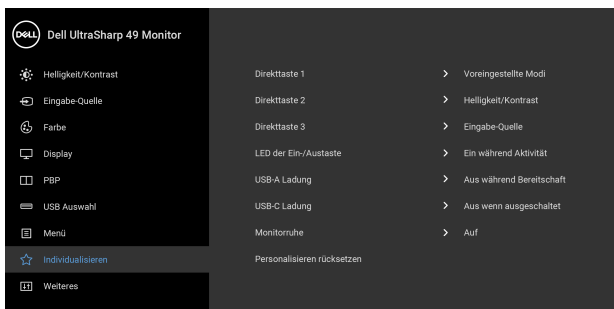 DELL Dell UltraSharp 49 Monitor
Helligkeit/Kontrast
Eingabe-Quelle
Farbe
Display
PBP
USB Auswahl
Menü
Individualisieren
Weiteres
Direkttaste 1 > Voreingestellte Modi
Direkttaste 2 > Helligkeit/Kontrast
Direkttaste 3 > Eingabe-Quelle
LED der Ein-/Austaste > Ein während Aktivität
USB-A Ladung > Aus während Bereitschaft
USB-C Ladung > Aus wenn ausgeschaltet
Monitorruhe > Auf
Personalisieren rücksetzen